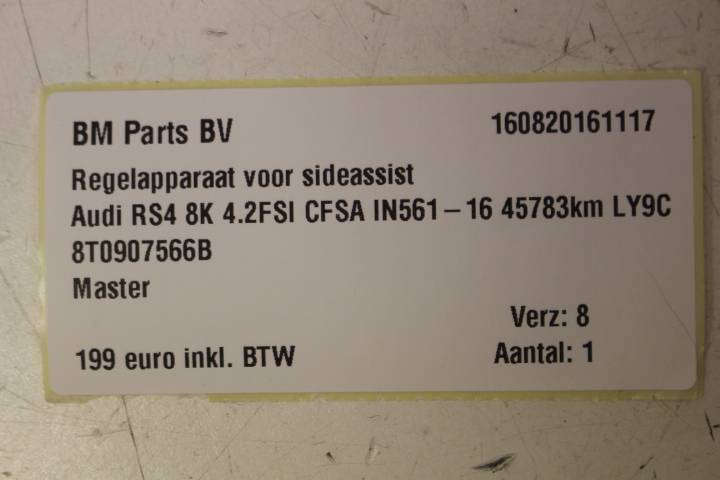 BM Parts BV 160820161117
Regelapparaat voor sideassist
Audi RS4 8K 4.2FSI CFSA IN561-16 45783km LY9C
8T0907566B
Master
Verz: 8
199 euro inkl. BTW Aantal: 1